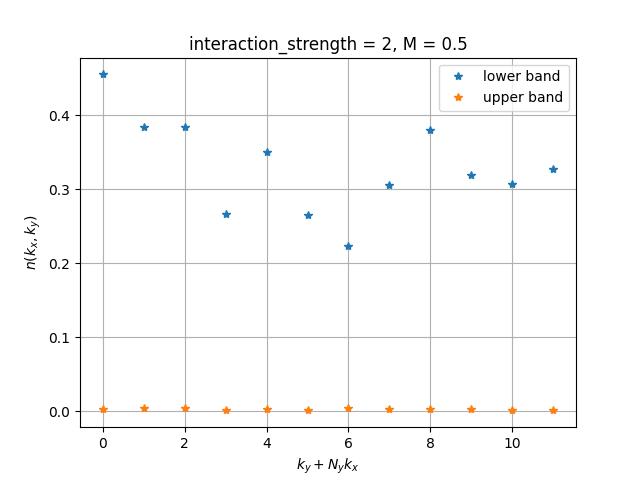 interaction_strength = 2, M = 0.5
lower band
upper band
0.4
0.3
0.2
0.1
0.0
n(k_x, k_y)
0 2 4 6 8 10
k_y + N_y k_x